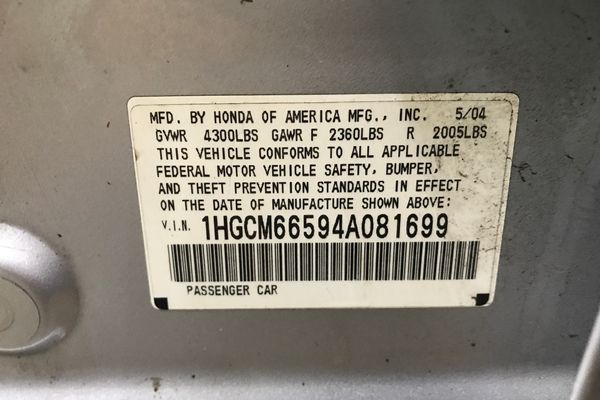 MFD. BY HONDA OF AMERICA MFG., INC. 5/04
GVWR 4300LBS GAWR F 2360LBS R 2005LBS
THIS VEHICLE CONFORMS TO ALL APPLICABLE
FEDERAL MOTOR VEHICLE SAFETY, BUMPER,
AND THEFT PREVENTION STANDARDS IN EFFECT
ON THE DATE OF MANUFACTURE SHOWN ABOVE:
V.I.N. 1HGCM66594A081699
PASSENGER CAR